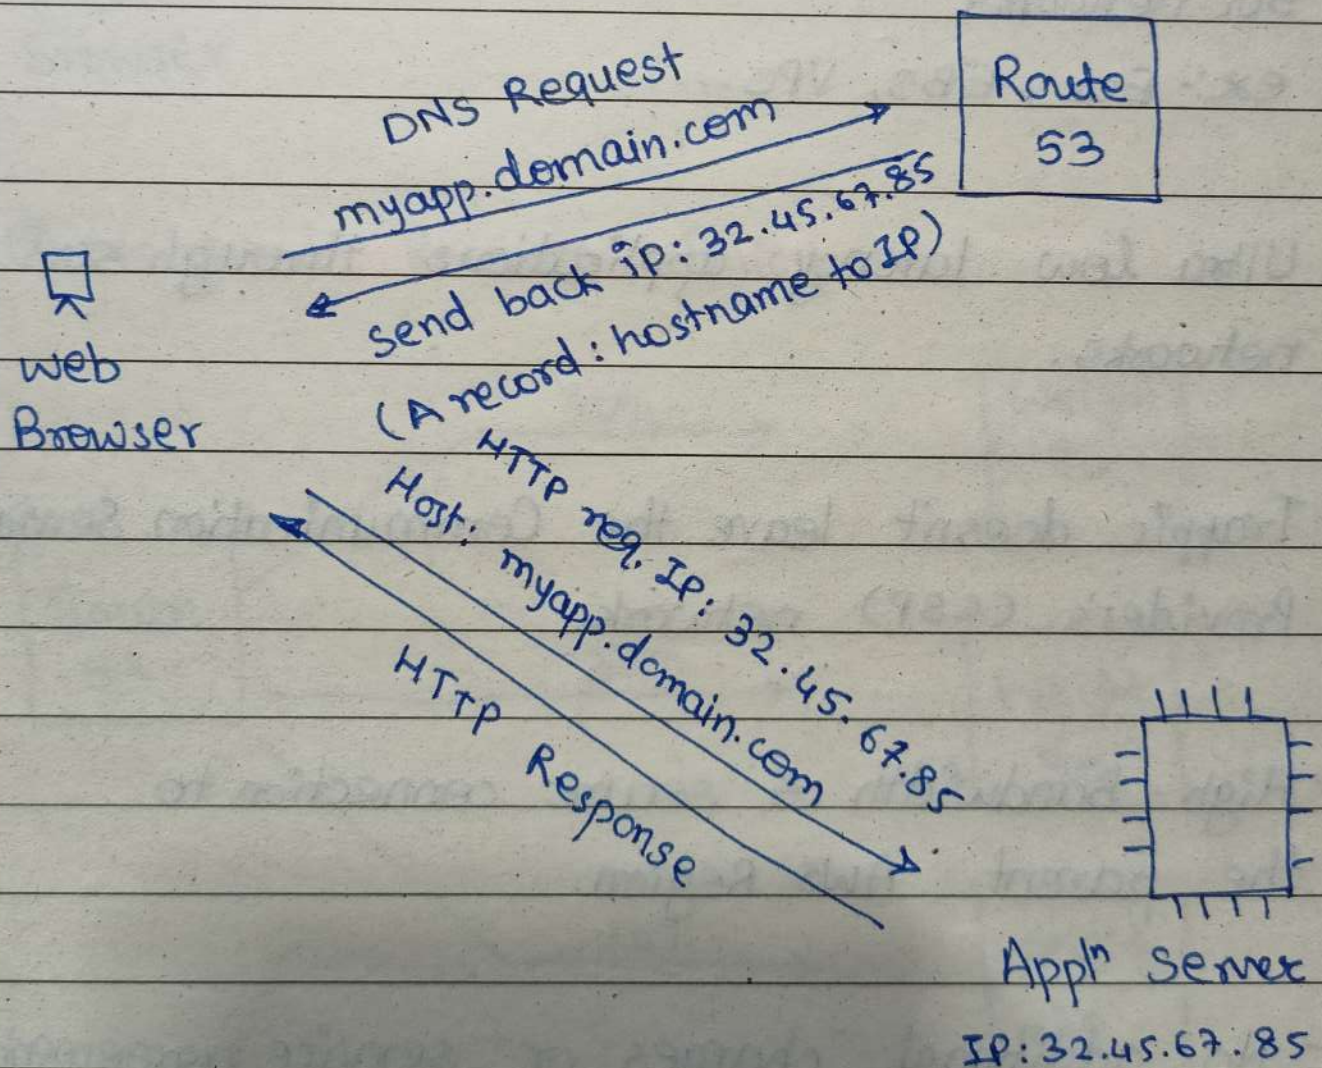 DNS Request
myapp.domain.com
Route
53
send back ip: 32.45.67.85
(A record: hostname to IP)
web
Browser
HTTP req. IP: 32.45.67.85
Host: myapp.domain.com
HTTP Response
Appln Server
IP: 32.45.67.85